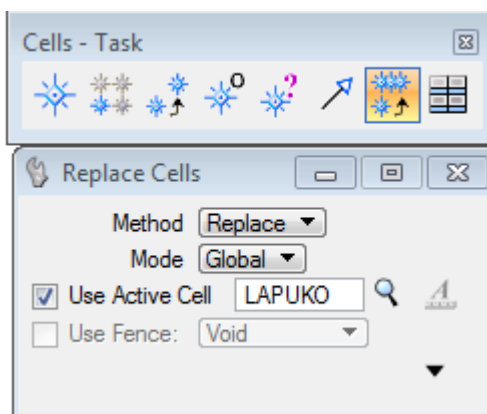 Cells - Task
Replace Cells
Method Replace
Mode Global
Use Active Cell LAPUKO
Use Fence: Void